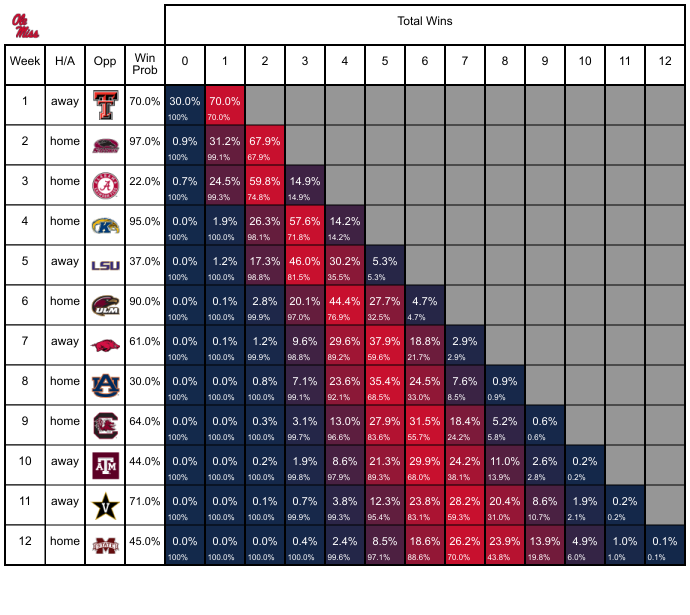 Ole
Miss
Total Wins
Week H/A Opp Win Prob 0 1 2 3 4 5 6 7 8 9 10 11 12
1 away 70.0% 30.0% 70.0%
100% 70.0%
2 home 97.0% 0.9% 31.2% 67.9%
100% 99.1% 67.9%
3 home 22.0% 0.7% 24.5% 59.8% 14.9%
100% 99.3% 74.8% 14.9%
4 home 95.0% 0.0% 1.9% 26.3% 57.6% 14.2%
100% 100.0% 98.1% 71.8% 14.2%
5 away LSU 37.0% 0.0% 1.2% 17.3% 46.0% 30.2% 5.3%
100% 100.0% 98.8% 81.5% 35.5% 5.3%
6 home ULM 90.0% 0.0% 0.1% 2.8% 20.1% 44.4% 27.7% 4.7%
100% 100.0% 99.9% 97.0% 76.9% 32.5% 4.7%
7 away 61.0% 0.0% 0.1% 1.2% 9.6% 29.6% 37.9% 18.8% 2.9%
100% 100.0% 99.9% 98.8% 89.2% 59.6% 21.7% 2.9%
8 home AU 30.0% 0.0% 0.0% 0.8% 7.1% 23.6% 35.4% 24.5% 7.6% 0.9%
100% 100.0% 100.0% 99.1% 92.1% 68.5% 33.0% 8.5% 0.9%
9 home C 64.0% 0.0% 0.0% 0.3% 3.1% 13.0% 27.9% 31.5% 18.4% 5.2% 0.6%
100% 100.0% 100.0% 99.7% 96.6% 83.6% 55.7% 24.2% 5.8% 0.6%
10 away ATM 44.0% 0.0% 0.0% 0.2% 1.9% 8.6% 21.3% 29.9% 24.2% 11.0% 2.6% 0.2%
100% 100.0% 100.0% 99.8% 97.9% 89.3% 68.0% 38.1% 13.9% 2.8% 0.2%
11 away V 71.0% 0.0% 0.0% 0.1% 0.7% 3.8% 12.3% 23.8% 28.2% 20.4% 8.6% 1.9% 0.2%
100% 100.0% 100.0% 99.9% 99.3% 95.4% 83.1% 59.3% 31.0% 10.7% 2.1% 0.2%
12 home M STATE 45.0% 0.0% 0.0% 0.0% 0.4% 2.4% 8.5% 18.6% 26.2% 23.9% 13.9% 4.9% 1.0% 0.1%
100% 100.0% 100.0% 100.0% 99.6% 97.1% 88.6% 70.0% 43.8% 19.8% 6.0% 1.0% 0.1%